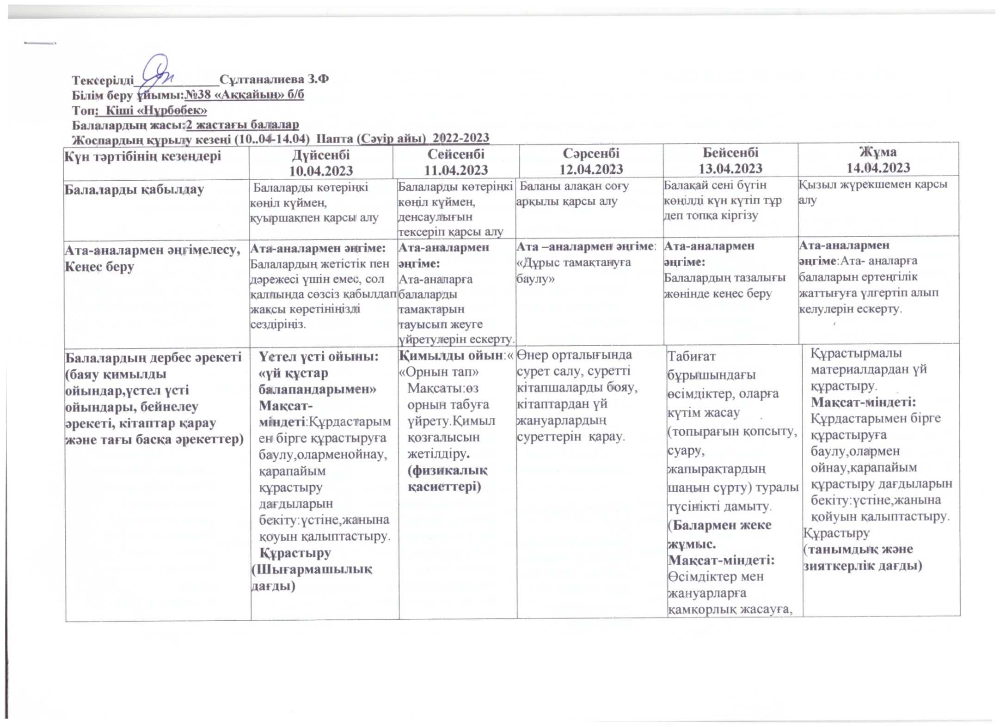 Тексерілді_____________Сұлтаналиева З.Ф
Білім беру ұйымы:№38 «Аққайың» б/б
Топ:  Кіші «Нұрбөбек»
Балалардың жасы:2 жастағы балалар
Жоспардың құрылу кезеңі (10..04-14.04)  Папта (Сәуір айы)  2022-2023
Күн тәртібінің кезеңдері
Дүйсенбі
10.04.2023
Сейсенбі
11.04.2023
Сәрсенбі
12.04.2023
Бейсенбі
13.04.2023
Жұма
14.04.2023
Балаларды қабылдау
Балаларды көтеріңкі
көңіл күймен,
қуыршақпен қарсы алу
Балаларды көтеріңкі
көңіл күймен,
денсаулығын
тексеріп қарсы алу
Баланы алақан соғу
арқылы қарсы алу
Балақай сені бүгін
көңілді күн күтіп тұр
деп топқа кіргізу
Қызыл жүрекшемен қарсы
алу
Ата-аналармен әңгімелесу,
Кеңес беру
Ата-аналармен әңгіме:
Балалардың жетістік пен
дәрежесі үшін емес, сол
қалпында сөзсіз қабылдап
жақсы көретініңізді
сездіріңіз.
Ата-аналармен
әңгіме:
Ата-аналарға
балаларды
тамақтарын
тауысып жеуге
үйретулерін ескерту.
Ата –аналармен әңгіме:
«Дұрыс тамақтануға
баулу»
Ата-аналармен
әңгіме:
Балалардың тазалығы
жөнінде кеңес беру
Ата-аналармен
әңгіме:Ата- аналарға
балаларын ертеңгілік
жаттығуға үлгертіп алып
келулерін ескерту.
Балалардың дербес әрекеті
(баяу қимылды
ойындар,үстел үсті
ойындары, бейнелеу
әрекеті, кітаптар қарау
және тағы басқа әрекеттер)
Үстел үсті ойыны:
«үй құстар
балапандарымен»
Мақсат-
міндеті:Құрдастарым
ен бірге құрастыруға
баулу,оларменойнау,
қарапайым
құрастыру
дағдыларын
бекіту:үстіне,жанына
қоуын қалыптастыру.
Құрастыру
(Шығармашылық
дағды)
Қимылды ойын:«
«Орнын тап»
Мақсаты:өз
орнын табуға
үйрету.Қимыл
қозғалысын
жетілдіру.
(физикалық
қасиеттері)
Өнер орталығында
сурет салу, суретті
кітапшаларды бояу,
кітаптардан үй
жануарлардың
суреттерін  қарау.
Табиғат
бұрышындағы
өсімдіктер, оларға
күтім жасау
(топырағын қопсыту,
суару,
жапырақтардың
шаңын сүрту) туралы
түсінікті дамыту.
(Балармен жеке
жұмыс.
Мақсат-міндеті:
Өсімдіктер мен
жануарларға
қамқорлық жасауға,
Құрастырмалы
материалдардан үй
құрастыру.
Мақсат-міндеті:
Құрдастарымен бірге
құрастыруға
баулу,олармен
ойнау,қарапайым
құрастыру дағдыларын
бекіту:үстіне,жанына
қойуын қалыптастыру.
Құрастыру
(танымдық және
зияткерлік дағды)